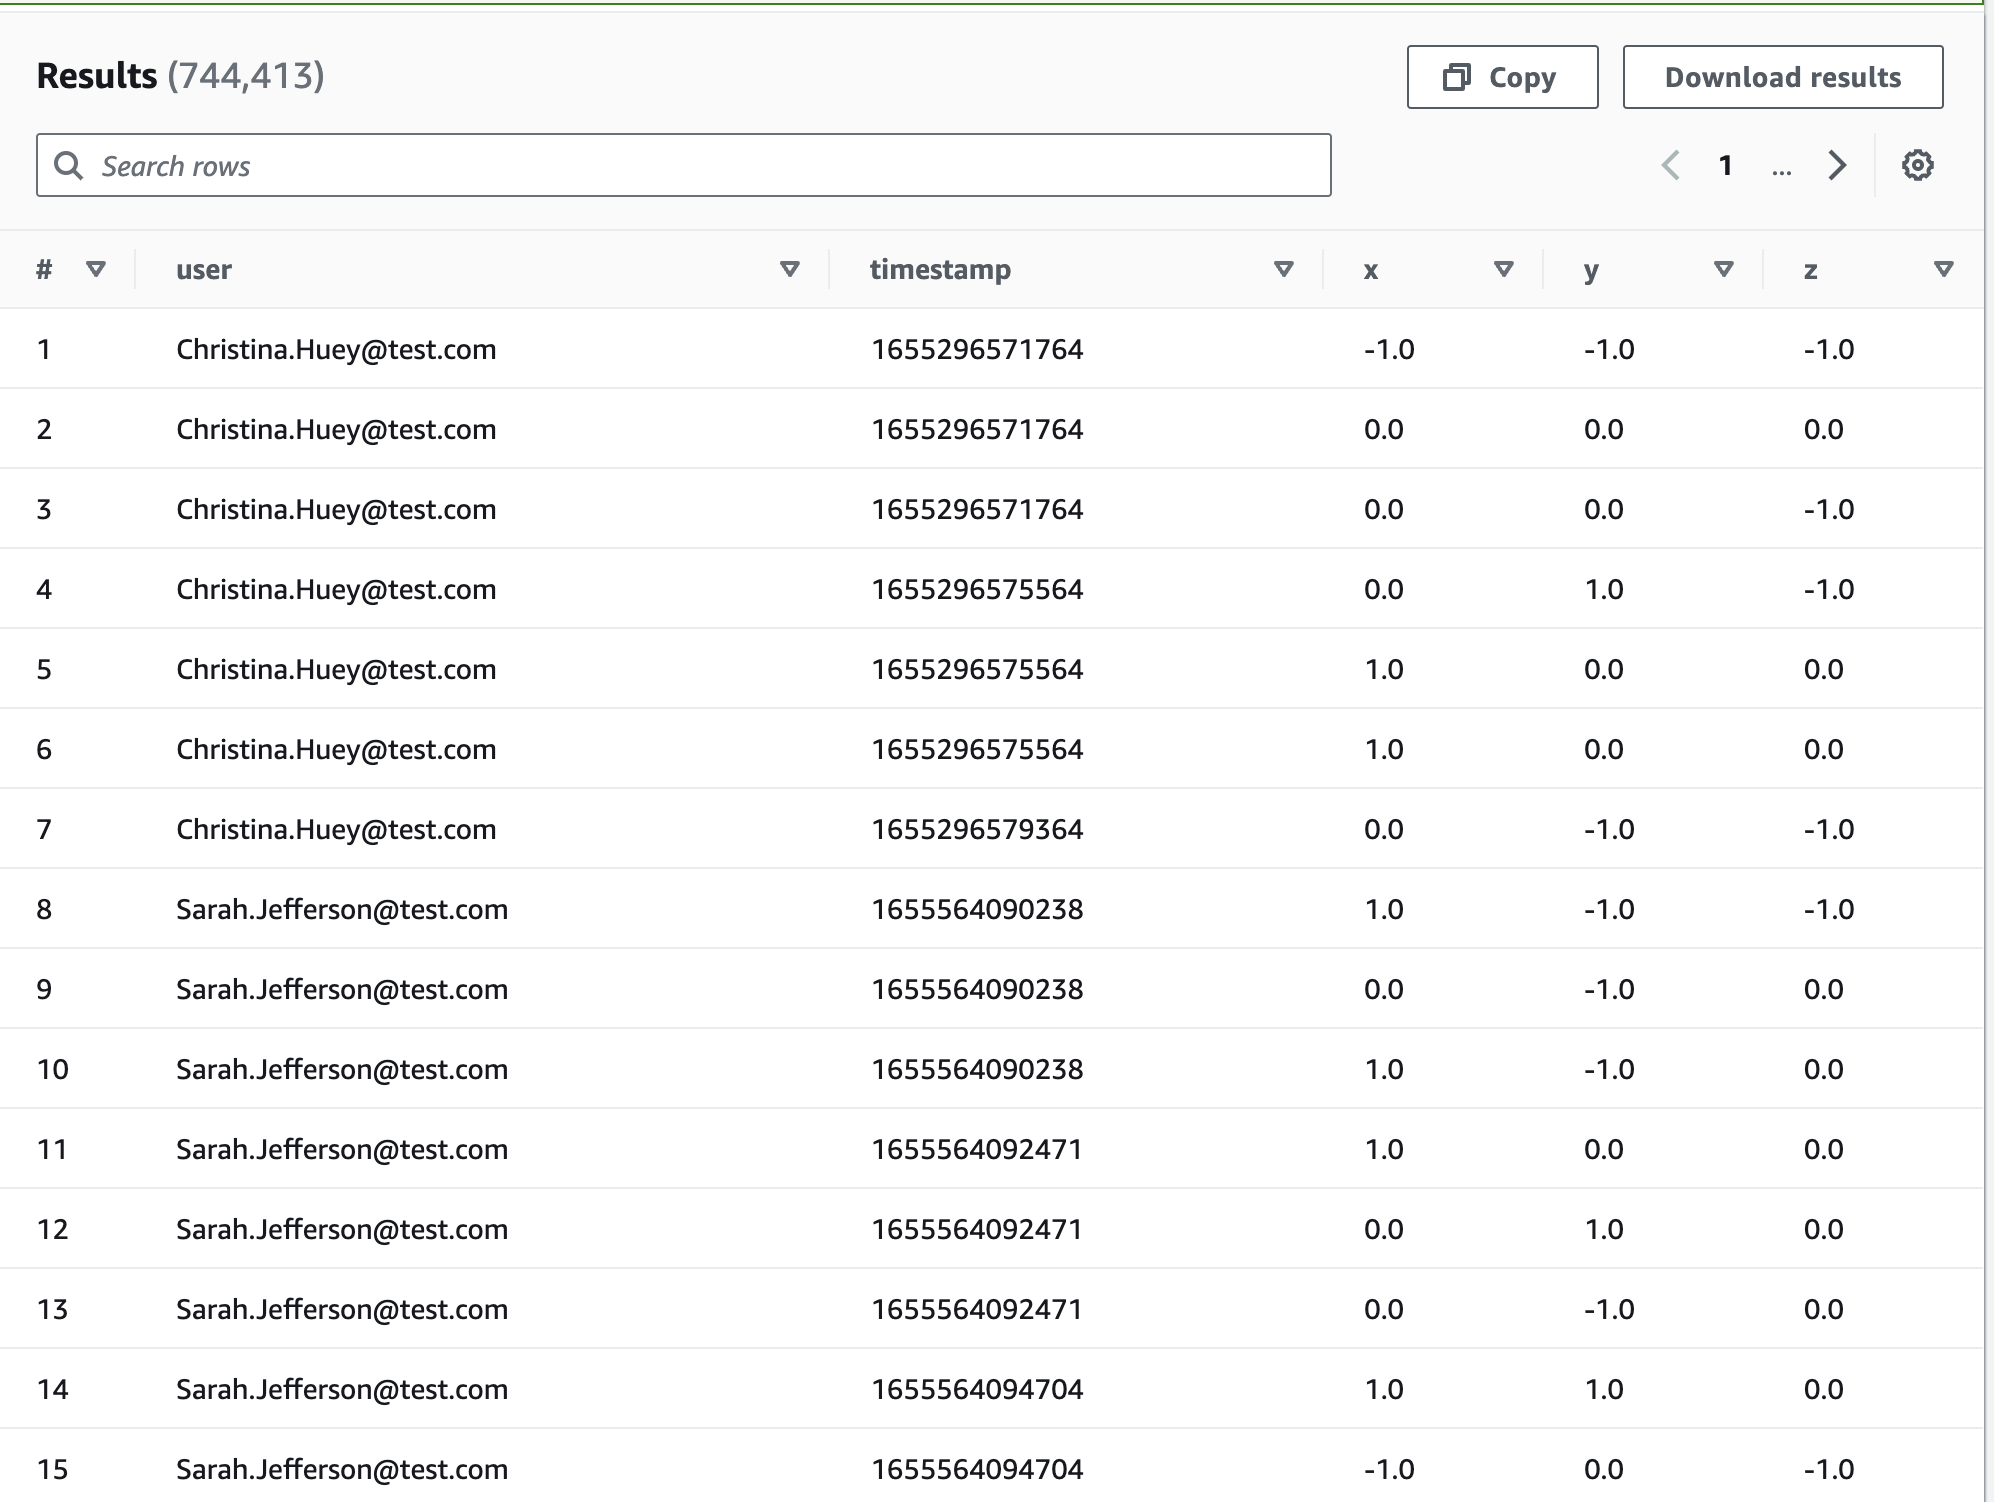 Results (744,413)
Copy
Download results
Search rows
1 ...
# user timestamp x y z
1 Christina.Huey@test.com 1655296571764 -1.0 -1.0 -1.0
2 Christina.Huey@test.com 1655296571764 0.0 0.0 0.0
3 Christina.Huey@test.com 1655296571764 0.0 0.0 -1.0
4 Christina.Huey@test.com 1655296575564 0.0 1.0 -1.0
5 Christina.Huey@test.com 1655296575564 1.0 0.0 0.0
6 Christina.Huey@test.com 1655296575564 1.0 0.0 0.0
7 Christina.Huey@test.com 1655296579364 0.0 -1.0 -1.0
8 Sarah.Jefferson@test.com 1655564090238 1.0 -1.0 -1.0
9 Sarah.Jefferson@test.com 1655564090238 0.0 -1.0 0.0
10 Sarah.Jefferson@test.com 1655564090238 1.0 -1.0 0.0
11 Sarah.Jefferson@test.com 1655564092471 1.0 0.0 0.0
12 Sarah.Jefferson@test.com 1655564092471 0.0 1.0 0.0
13 Sarah.Jefferson@test.com 1655564092471 0.0 -1.0 0.0
14 Sarah.Jefferson@test.com 1655564094704 1.0 1.0 0.0
15 Sarah.Jefferson@test.com 1655564094704 -1.0 0.0 -1.0